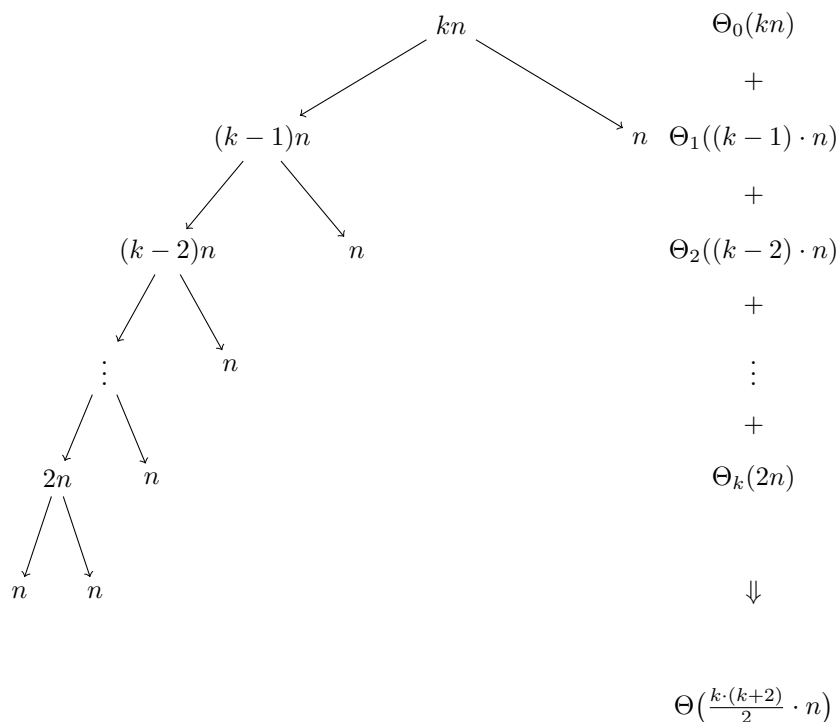 kn Θ₀(kn)
+
(k − 1)n n Θ₁((k − 1) · n)
+
(k − 2)n n Θ₂((k − 2) · n)
+
⋮ n ⋮
+
2n n Θₖ(2n)
n n ⇓
Θ(k·(k+2)/2 · n)